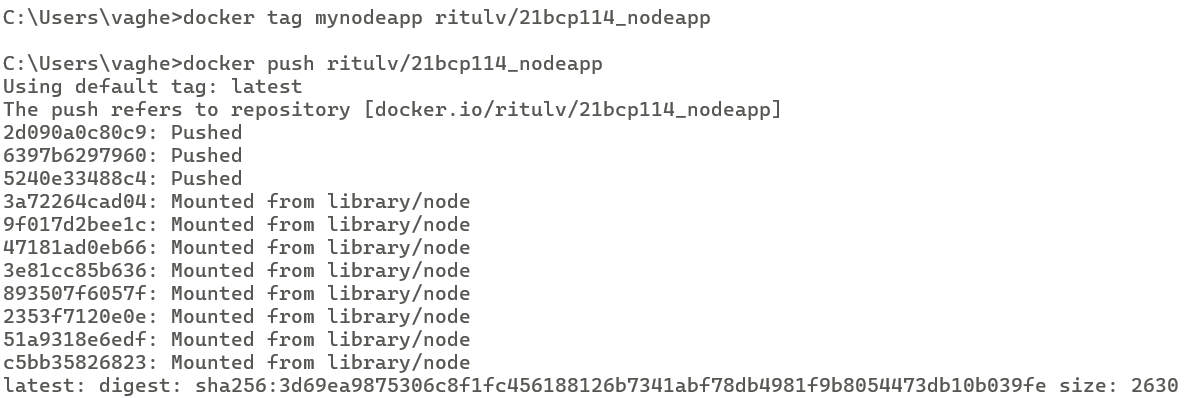 C:\Users\vaghe>docker tag mynodeapp ritulv/21bcp114_nodeapp
C:\Users\vaghe>docker push ritulv/21bcp114_nodeapp
Using default tag: latest
The push refers to repository [docker.io/ritulv/21bcp114_nodeapp]
2d090a0c80c9: Pushed
6397b6297960: Pushed
5240e33488c4: Pushed
3a72264cad04: Mounted from library/node
9f017d2bee1c: Mounted from library/node
47181ad0eb66: Mounted from library/node
3e81cc85b636: Mounted from library/node
893507f6057f: Mounted from library/node
2353f7120e0e: Mounted from library/node
51a9318e6edf: Mounted from library/node
c5bb35826823: Mounted from library/node
latest: digest: sha256:3d69ea9875306c8f1fc456188126b7341abf78db4981f9b8054473db10b039fe size: 2630